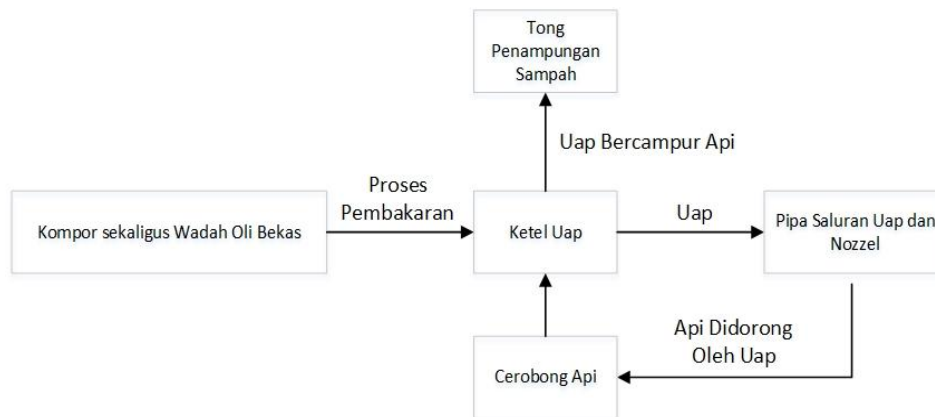 Tong
Penampungan
Sampah
Uap Bercampur Api
Proses
Pembakaran
Kompor sekaligus Wadah Oli Bekas
Ketel Uap
Uap
Pipa Saluran Uap dan
Nozzel
Api Didorong
Oleh Uap
Cerobong Api